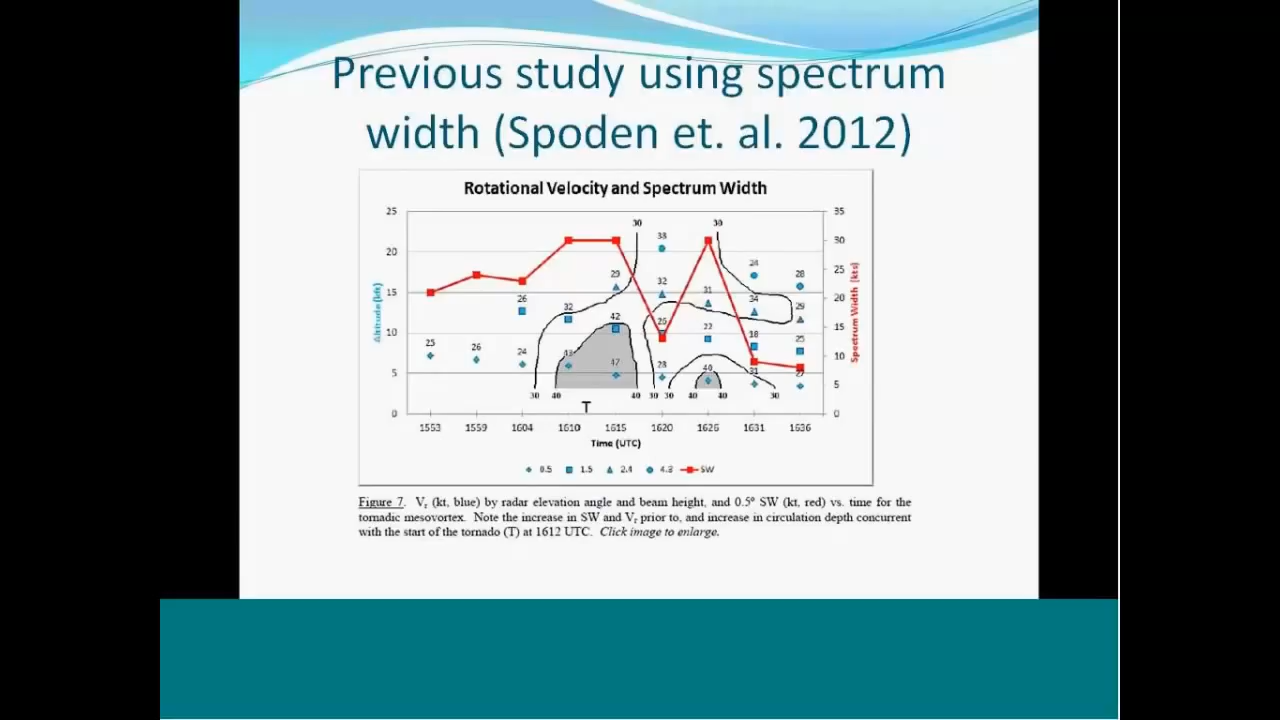 Previous study using spectrum
width (Spoden et. al. 2012)
Rotational Velocity and Spectrum Width
25 30 30 35
20 38 30
24 25
29 32 28
15 31 34 29 20
26 32 42
10 26 22 18 25 15
25 26 24 43 47 28 40 31 27 10
5 5
30 40 40 30 30 40 40 30
0 T 0
1553 1559 1604 1610 1615 1620 1626 1631 1636
Altitude (kft)
Spectrum Width (kts)
Time (UTC)
0.5 1.5 2.4 4.3 SW
Figure 7. Vr (kt, blue) by radar elevation angle and beam height, and 0.5º SW (kt, red) vs. time for the
tornadic mesovortex. Note the increase in SW and Vr prior to, and increase in circulation depth concurrent
with the start of the tornado (T) at 1612 UTC. Click image to enlarge.